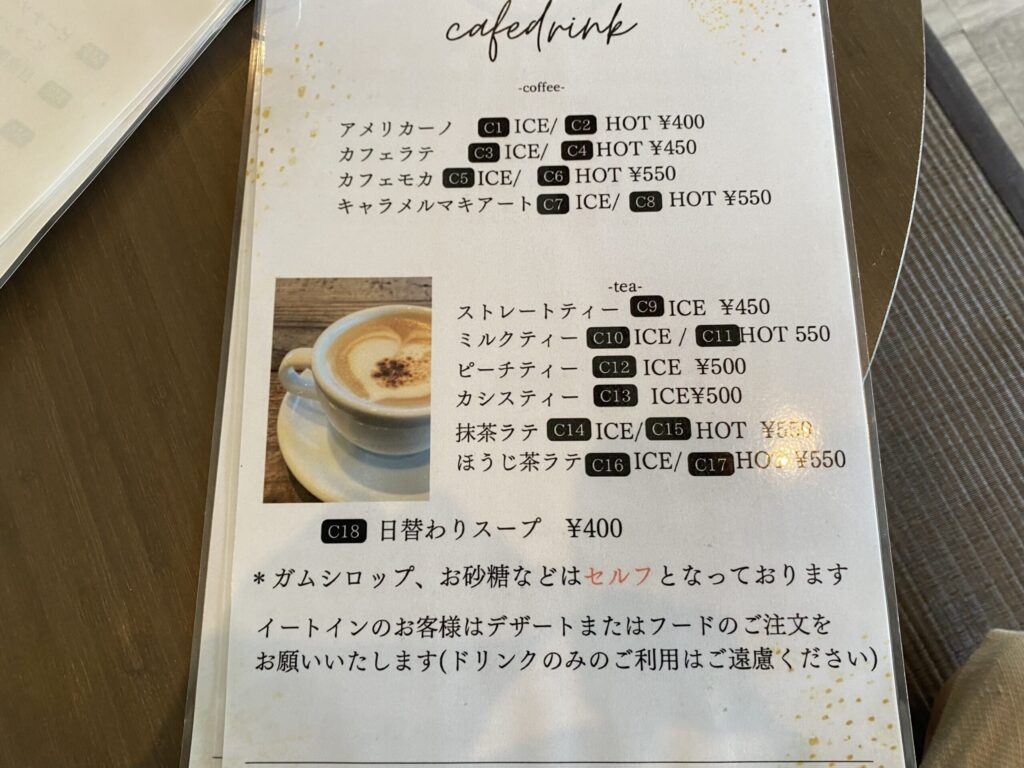 cafedrink
-coffee-
アメリカーノ C1 ICE/ C2 HOT ¥400
カフェラテ C3 ICE/ C4 HOT ¥450
カフェモカ C5 ICE/ C6 HOT ¥550
キャラメルマキアート C7 ICE/ C8 HOT ¥550
-tea-
ストレートティー C9 ICE ¥450
ミルクティー C10 ICE / C11 HOT 550
ピーチティー C12 ICE ¥500
カシスティー C13 ICE¥500
抹茶ラテ C14 ICE/ C15 HOT ¥550
ほうじ茶ラテ C16 ICE/ C17 HOT ¥550
C18 日替わりスープ ¥400
*ガムシロップ、お砂糖などはセルフとなっております
イートインのお客様はデザートまたはフードのご注文を
お願いいたします(ドリンクのみのご利用はご遠慮ください)